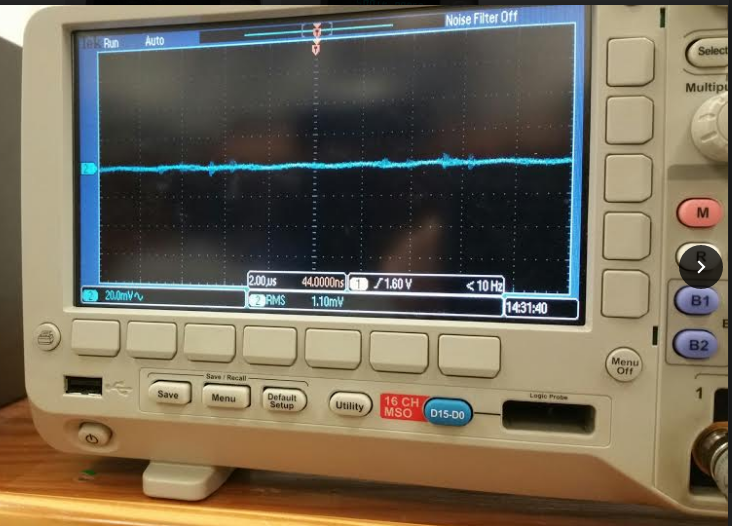 Run Auto Noise Filter Off
2
2.00µs 44.0000ns 1 1.60 V < 10 Hz
2 20.0mV 2 RMS 1.10mV 14:31:40
Select
M
R
B1
B2
Menu
Off
Save / Recall
Save Menu Default
Setup
Utility
16 CH
MSO
D15-D0
Logic Probe
1